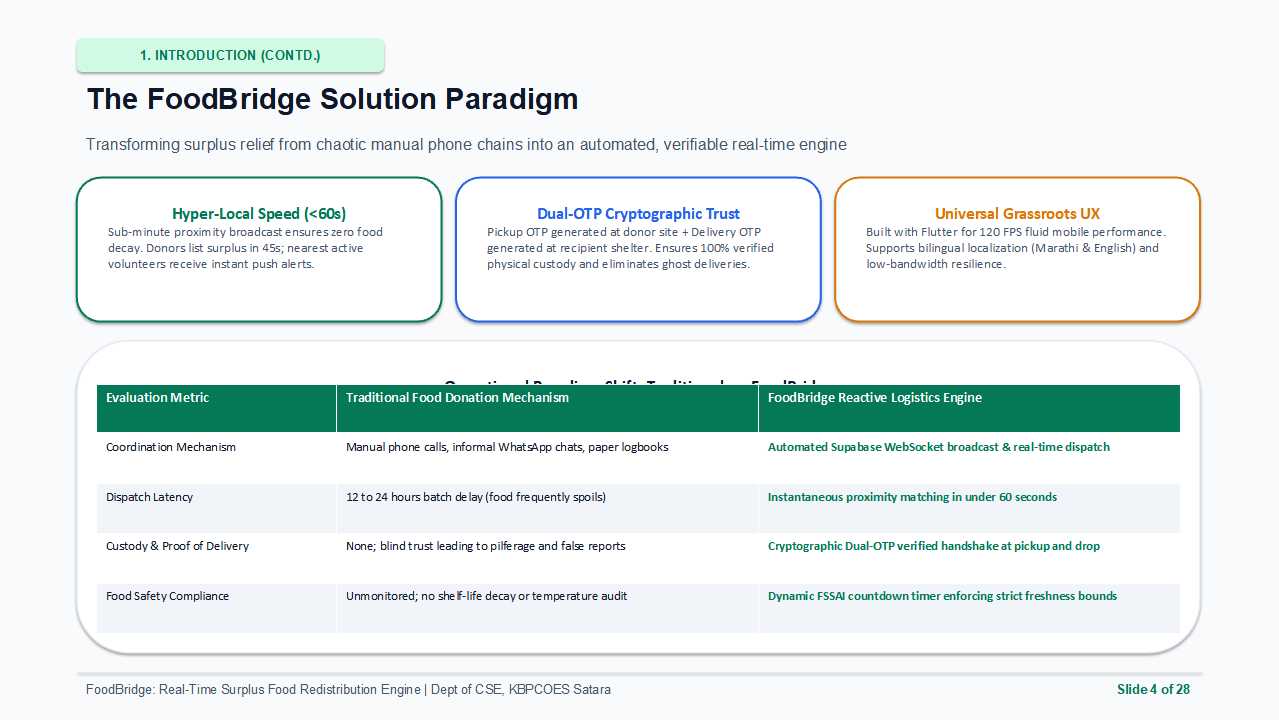 1. INTRODUCTION (CONTD.)
The FoodBridge Solution Paradigm
Transforming surplus relief from chaotic manual phone chains into an automated, verifiable real-time engine
Hyper-Local Speed (<60s)
Sub-minute proximity broadcast ensures zero food
decay. Donors list surplus in 45s; nearest active
volunteers receive instant push alerts.
Dual-OTP Cryptographic Trust
Pickup OTP generated at donor site + Delivery OTP
generated at recipient shelter. Ensures 100% verified
physical custody and eliminates ghost deliveries.
Universal Grassroots UX
Built with Flutter for 120 FPS fluid mobile performance.
Supports bilingual localization (Marathi & English) and
low-bandwidth resilience.
Evaluation Metric
Traditional Food Donation Mechanism
FoodBridge Reactive Logistics Engine
Coordination Mechanism
Manual phone calls, informal WhatsApp chats, paper logbooks
Automated Supabase WebSocket broadcast & real-time dispatch
Dispatch Latency
12 to 24 hours batch delay (food frequently spoils)
Instantaneous proximity matching in under 60 seconds
Custody & Proof of Delivery
None; blind trust leading to pilferage and false reports
Cryptographic Dual-OTP verified handshake at pickup and drop
Food Safety Compliance
Unmonitored; no shelf-life decay or temperature audit
Dynamic FSSAI countdown timer enforcing strict freshness bounds
FoodBridge: Real-Time Surplus Food Redistribution Engine | Dept of CSE, KBPCOES Satara
Slide 4 of 28